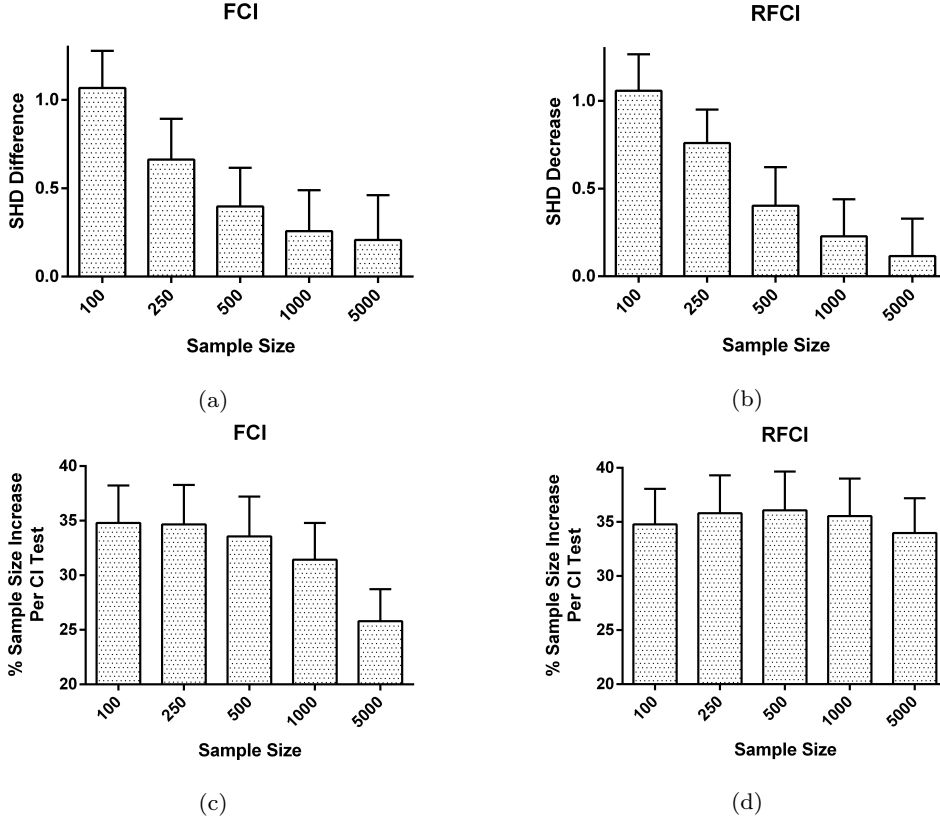 FCI
SHD Difference
1.0
0.5
0.0
100
250
500
1000
5000
Sample Size
(a)
RFCI
SHD Decrease
1.0
0.5
0.0
100
250
500
1000
5000
Sample Size
(b)
FCI
% Sample Size Increase
Per CI Test
40
35
30
25
20
100
250
500
1000
5000
Sample Size
(c)
RFCI
% Sample Size Increase
Per CI Test
40
35
30
25
20
100
250
500
1000
5000
Sample Size
(d)